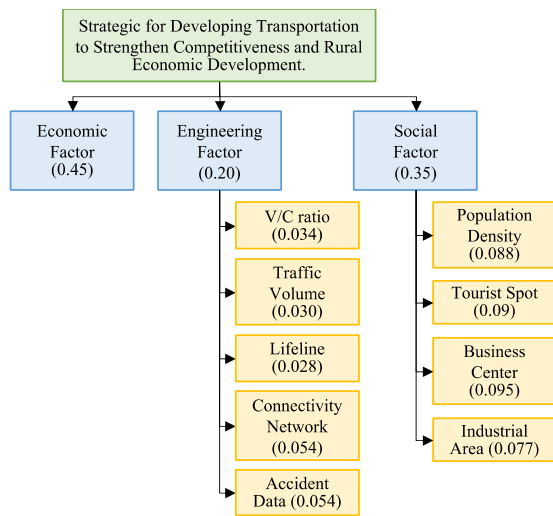 Strategic for Developing Transportation
to Strengthen Competitiveness and Rural
Economic Development.
Economic
Factor
(0.45)
Engineering
Factor
(0.20)
Social
Factor
(0.35)
V/C ratio
(0.034)
Traffic
Volume
(0.030)
Lifeline
(0.028)
Connectivity
Network
(0.054)
Accident
Data (0.054)
Population
Density
(0.088)
Tourist Spot
(0.09)
Business
Center
(0.095)
Industrial
Area (0.077)